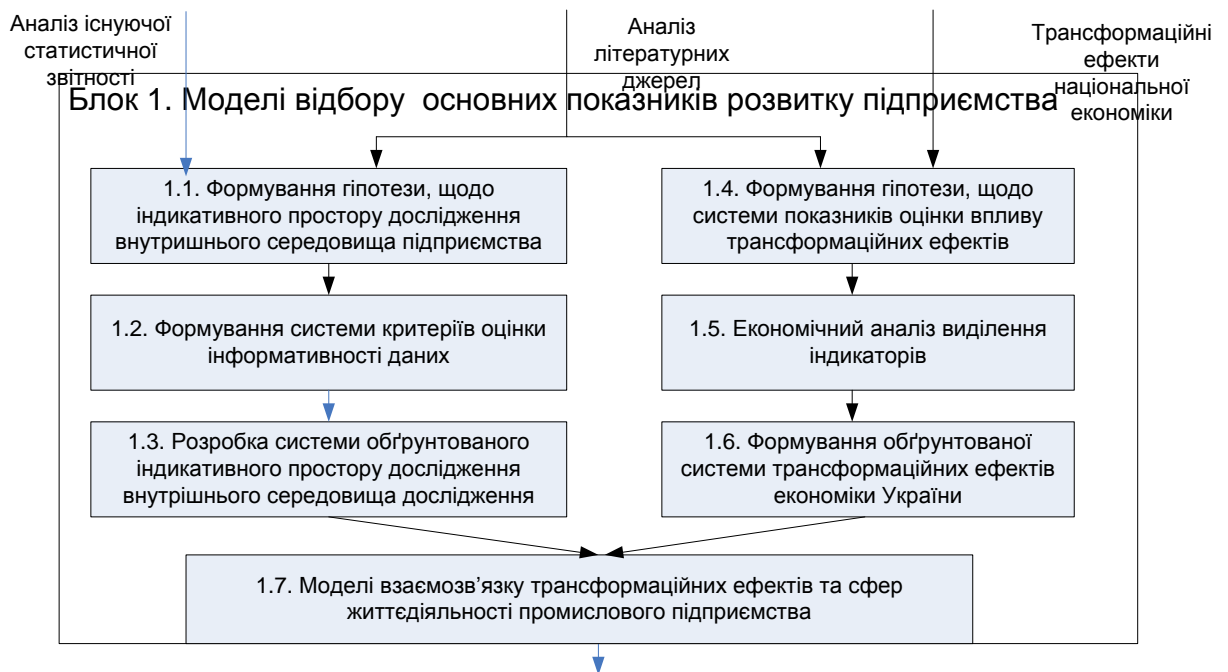 Аналіз існуючої
статистичної
звітності
Аналіз
літературних
джерел
Трансформаційні
ефекти
національної
економіки
Блок 1. Моделі відбору основних показників розвитку підприємства
1.1. Формування гіпотези, щодо
індикативного простору дослідження
внутришнього середовища підприємства
1.4. Формування гіпотези, щодо
системи показників оцінки впливу
трансформаційних ефектів
1.2. Формування системи критеріїв оцінки
інформативності даних
1.5. Економічний аналіз виділення
індикаторів
1.3. Розробка системи обґрунтованого
індикативного простору дослідження
внутрішнього середовища дослідження
1.6. Формування обґрунтованої
системи трансформаційних ефектів
економіки України
1.7. Моделі взаємозв’язку трансформаційних ефектів та сфер
життєдіяльності промислового підприємства